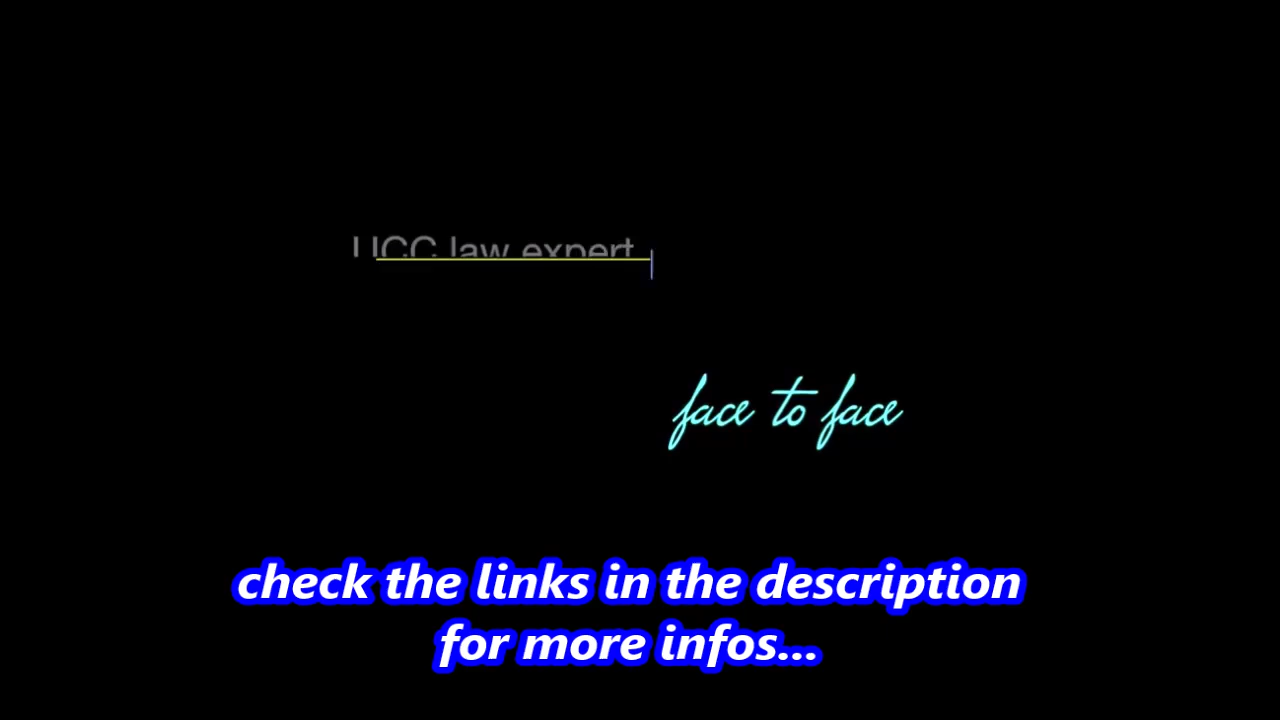 UCC law expert
face to face
check the links in the description
for more infos...